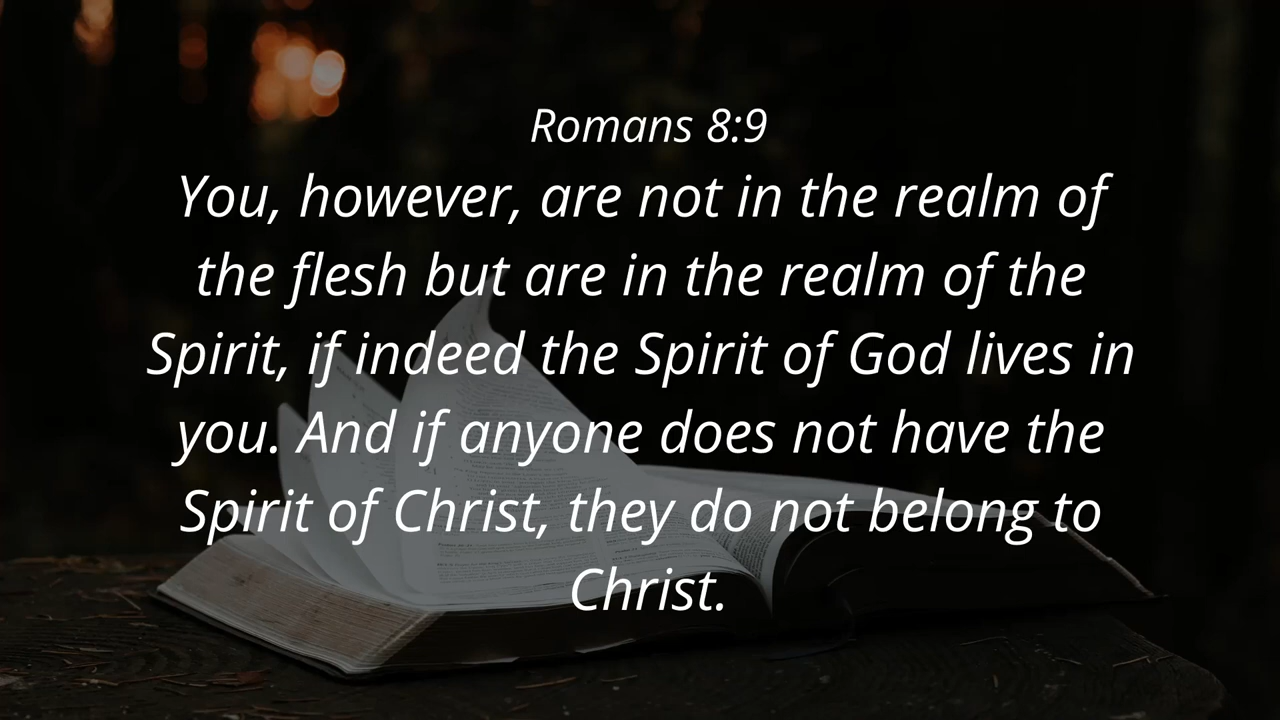 Romans 8:9
You, however, are not in the realm of
the flesh but are in the realm of the
Spirit, if indeed the Spirit of God lives in
you. And if anyone does not have the
Spirit of Christ, they do not belong to
Christ.